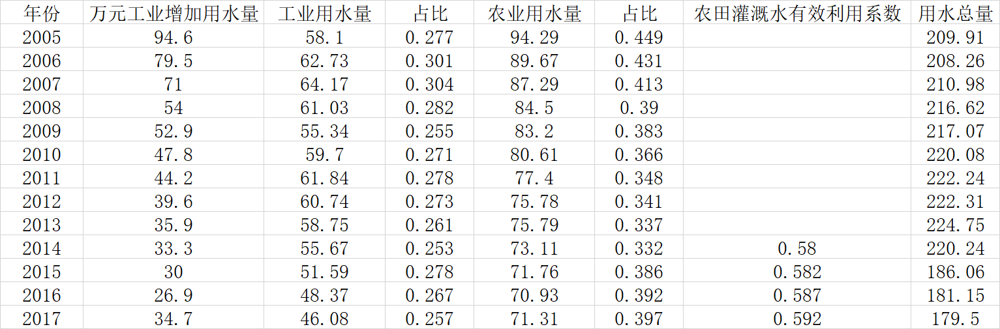 年份 万元工业增加用水量 工业用水量 占比 农业用水量 占比 农田灌溉水有效利用系数 用水总量
2005 94.6 58.1 0.277 94.29 0.449 209.91
2006 79.5 62.73 0.301 89.67 0.431 208.26
2007 71 64.17 0.304 87.29 0.413 210.98
2008 54 61.03 0.282 84.5 0.39 216.62
2009 52.9 55.34 0.255 83.2 0.383 217.07
2010 47.8 59.7 0.271 80.61 0.366 220.08
2011 44.2 61.84 0.278 77.4 0.348 222.24
2012 39.6 60.74 0.273 75.78 0.341 222.31
2013 35.9 58.75 0.261 75.79 0.337 224.75
2014 33.3 55.67 0.253 73.11 0.332 0.58 220.24
2015 30 51.59 0.278 71.76 0.386 0.582 186.06
2016 26.9 48.37 0.267 70.93 0.392 0.587 181.15
2017 34.7 46.08 0.257 71.31 0.397 0.592 179.5